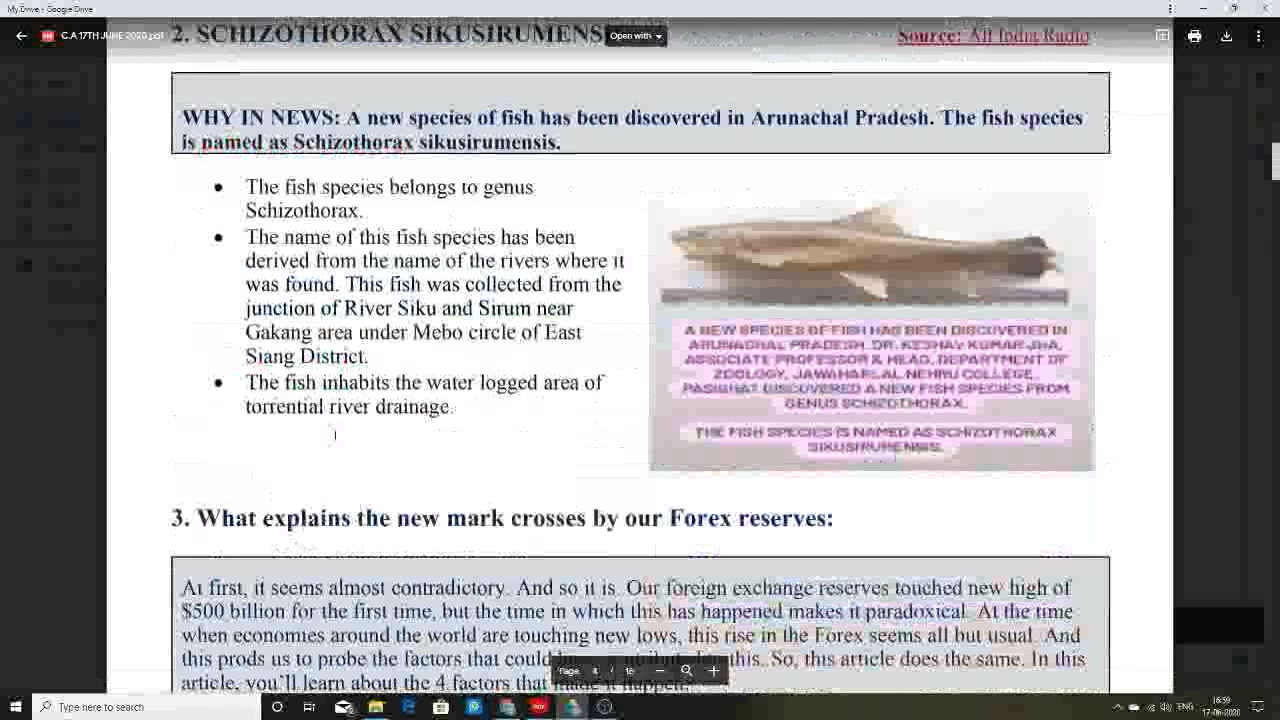 My Drive - Google Drive
C.A 17TH JUNE 2020.pdf
Open with
2. SCHIZOTHORAX SIKUSIRUMENS
Source: All India Radio
WHY IN NEWS: A new species of fish has been discovered in Arunachal Pradesh. The fish species
is named as Schizothorax sikusirumensis.
• The fish species belongs to genus
Schizothorax.
• The name of this fish species has been
derived from the name of the rivers where it
was found. This fish was collected from the
junction of River Siku and Sirum near
Gakang area under Mebo circle of East
Siang District.
• The fish inhabits the water logged area of
torrential river drainage.
A NEW SPECIES OF FISH HAS BEEN DISCOVERED IN
ARUNACHAL PRADESH. DR. KESHAV KUMAR JHA,
ASSOCIATE PROFESSOR & HEAD, DEPARTMENT OF
ZOOLOGY, JAWAHARLAL NEHRU COLLEGE,
PASIGHAT DISCOVERED A NEW FISH SPECIES FROM
GENUS SCHIZOTHORAX.
THE FISH SPECIES IS NAMED AS SCHIZOTHORAX
SIKUSIRUMENSIS.
3. What explains the new mark crosses by our Forex reserves:
At first, it seems almost contradictory. And so it is. Our foreign exchange reserves touched new high of
$500 billion for the first time, but the time in which this has happened makes it paradoxical. At the time
when economies around the world are touching new lows, this rise in the Forex seems all but usual. And
this prods us to probe the factors that could this. So, this article does the same. In this
article, you'll learn about the 4 factors that made it happen.
Page / 16
Type here to search
16:59
17-06-2020